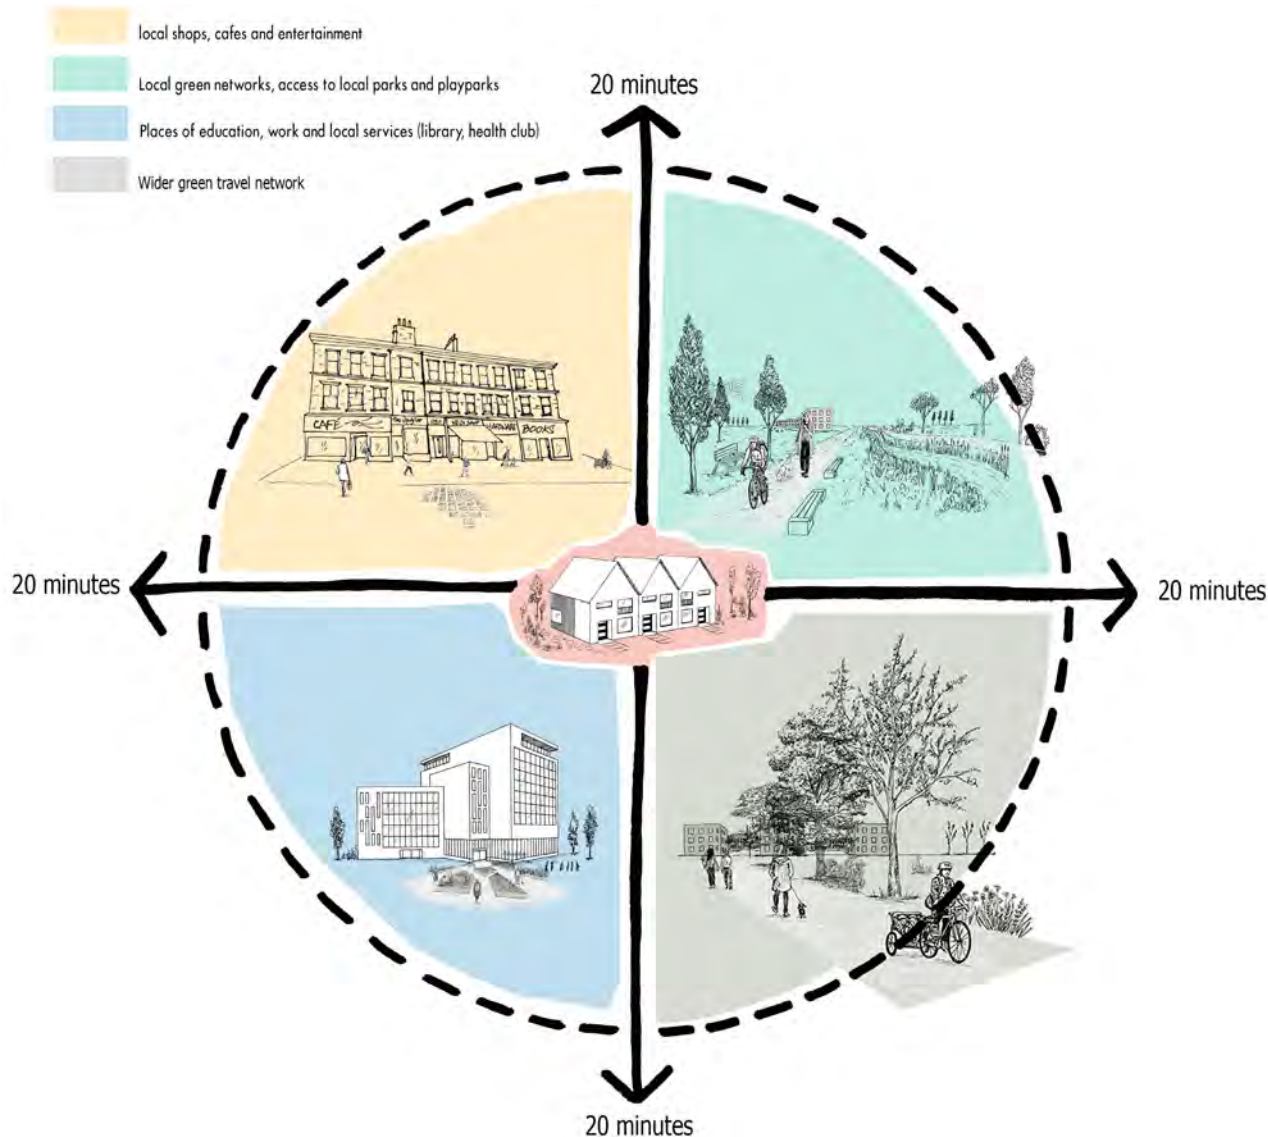 local shops, cafes and entertainment
Local green networks, access to local parks and playparks
Places of education, work and local services (library, health club)
Wider green travel network
20 minutes
CAFÉ
BOOKS
20 minutes
20 minutes
20 minutes